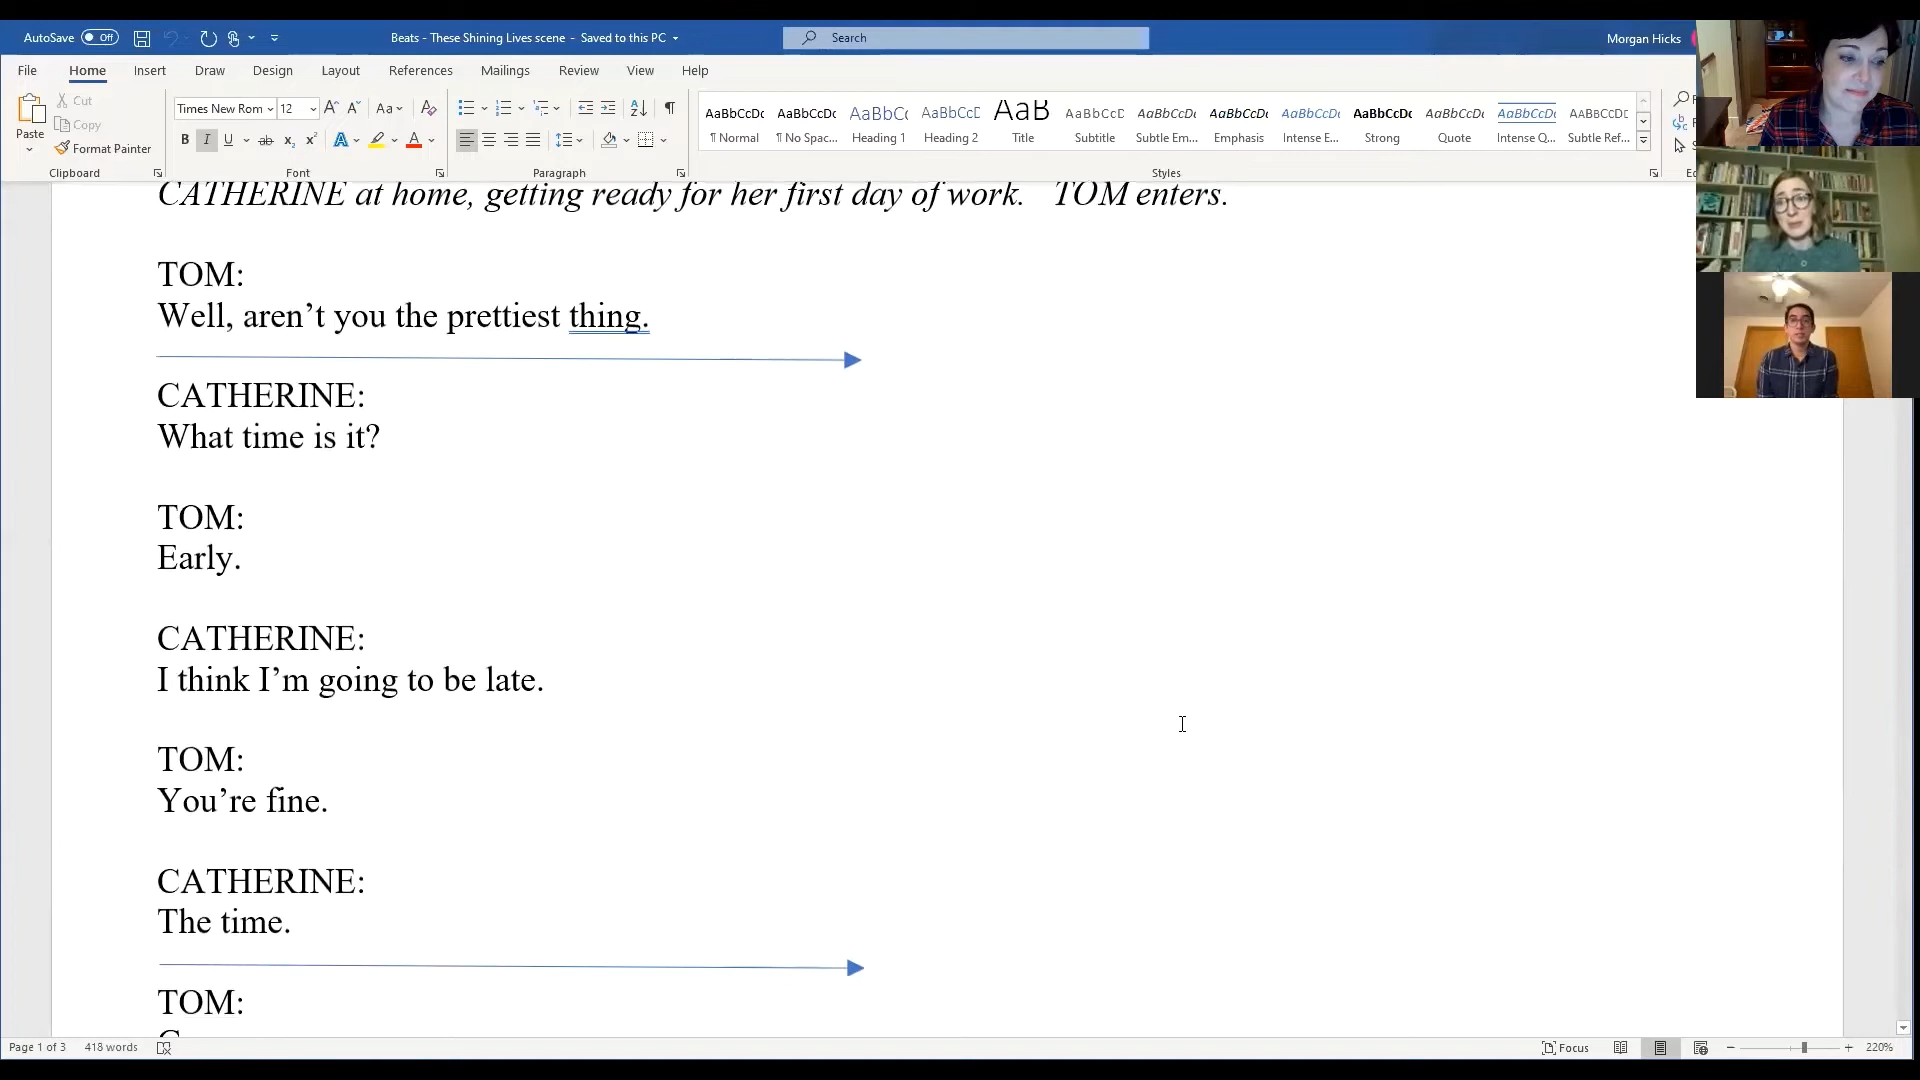 AutoSave Off Beats - These Shining Lives scene - Saved to this PC Search Morgan Hicks
File Home Insert Draw Design Layout References Mailings Review View Help
Paste Cut Copy Format Painter
Clipboard
Times New Rom 12
Font
Paragraph
AaBbCcDc AaBbCcDc AaBbCc AaBbCcD AaB AaBbCcD AaBbCcDc AaBbCcDc AaBbCcDc AaBbCcDc AaBbCcDc AaBbCcDc AABBCCDE
¶ Normal ¶ No Spac... Heading 1 Heading 2 Title Subtitle Subtle Em... Emphasis Intense E... Strong Quote Intense Q... Subtle Ref...
Styles
CATHERINE at home, getting ready for her first day of work. TOM enters.
TOM:
Well, aren’t you the prettiest thing.
CATHERINE:
What time is it?
TOM:
Early.
CATHERINE:
I think I’m going to be late.
TOM:
You’re fine.
CATHERINE:
The time.
TOM:
Page 1 of 3 418 words Focus 220%